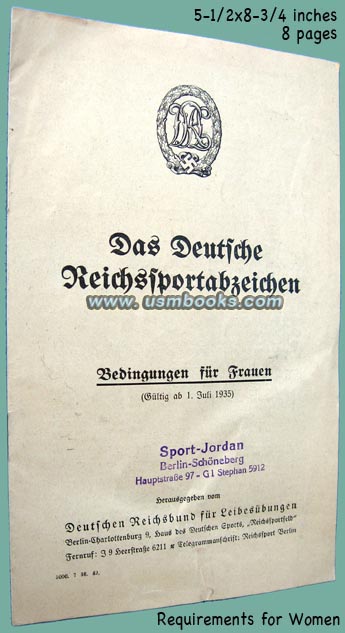 5-1/2x8-3/4 inches
8 pages
DRL
Das Deutsche
Reichssportabzeichen
www.usmbooks.com
Bedingungen für Frauen
(Gültig ab 1. Juli 1935)
Sport-Jordan
Berlin-Schöneberg
Hauptstraße 97 - G1 Stephan 5912
Herausgegeben vom
Deutschen Reichsbund für Leibesübungen
Berlin-Charlottenburg 9, Haus des Deutschen Sports, „Reichssportfeld“
Fernruf: J 9 Heerstraße 6211 * Telegrammanschrift: Reichssport Berlin
Requirements for Women